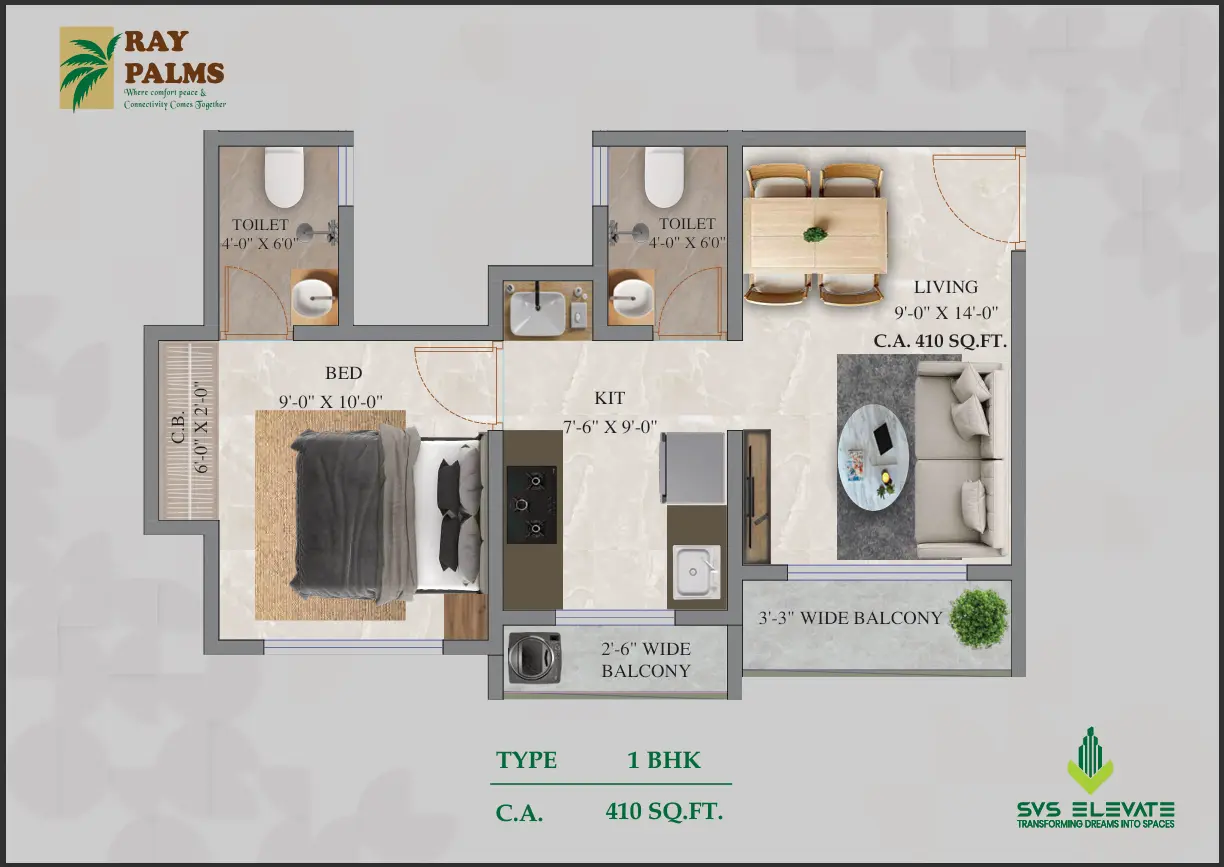 RAY
PALMS
Where comfort peace &
Connectivity Comes Together
TOILET
4'-0" X 6'0"
TOILET
4'-0" X 6'0"
LIVING
9'-0" X 14'-0"
C.A. 410 SQ.FT.
BED
9'-0" X 10'-0"
KIT
7'-6" X 9'-0"
C.B.
6'-0" X 2'-0"
3'-3" WIDE BALCONY
2'-6" WIDE
BALCONY
TYPE 1 BHK
C.A. 410 SQ.FT.
SVS ELEVATE
TRANSFORMING DREAMS INTO SPACES